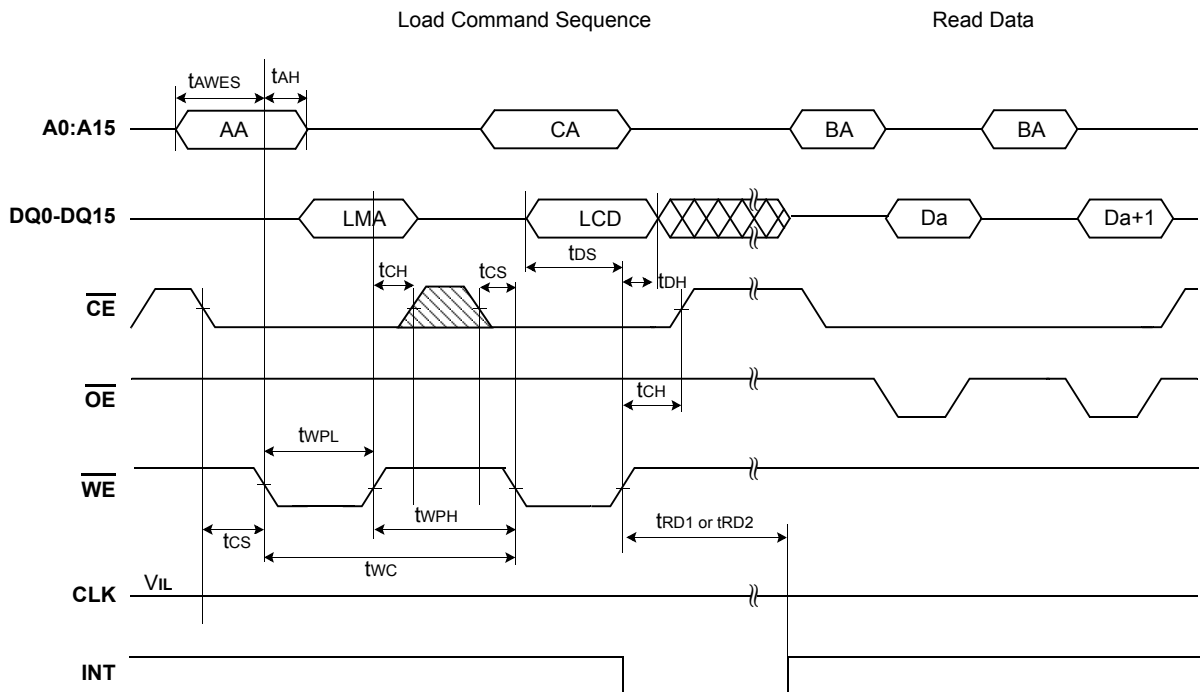 Load Command Sequence Read Data
tAWES tAH
A0:A15 AA CA BA BA
DQ0-DQ15 LMA LCD Da Da+1
tCH tCS tDS tDH
CE
OE tCH
tWPL
WE
tCS tWPH tRD1 or tRD2
tWC
CLK VIL
INT